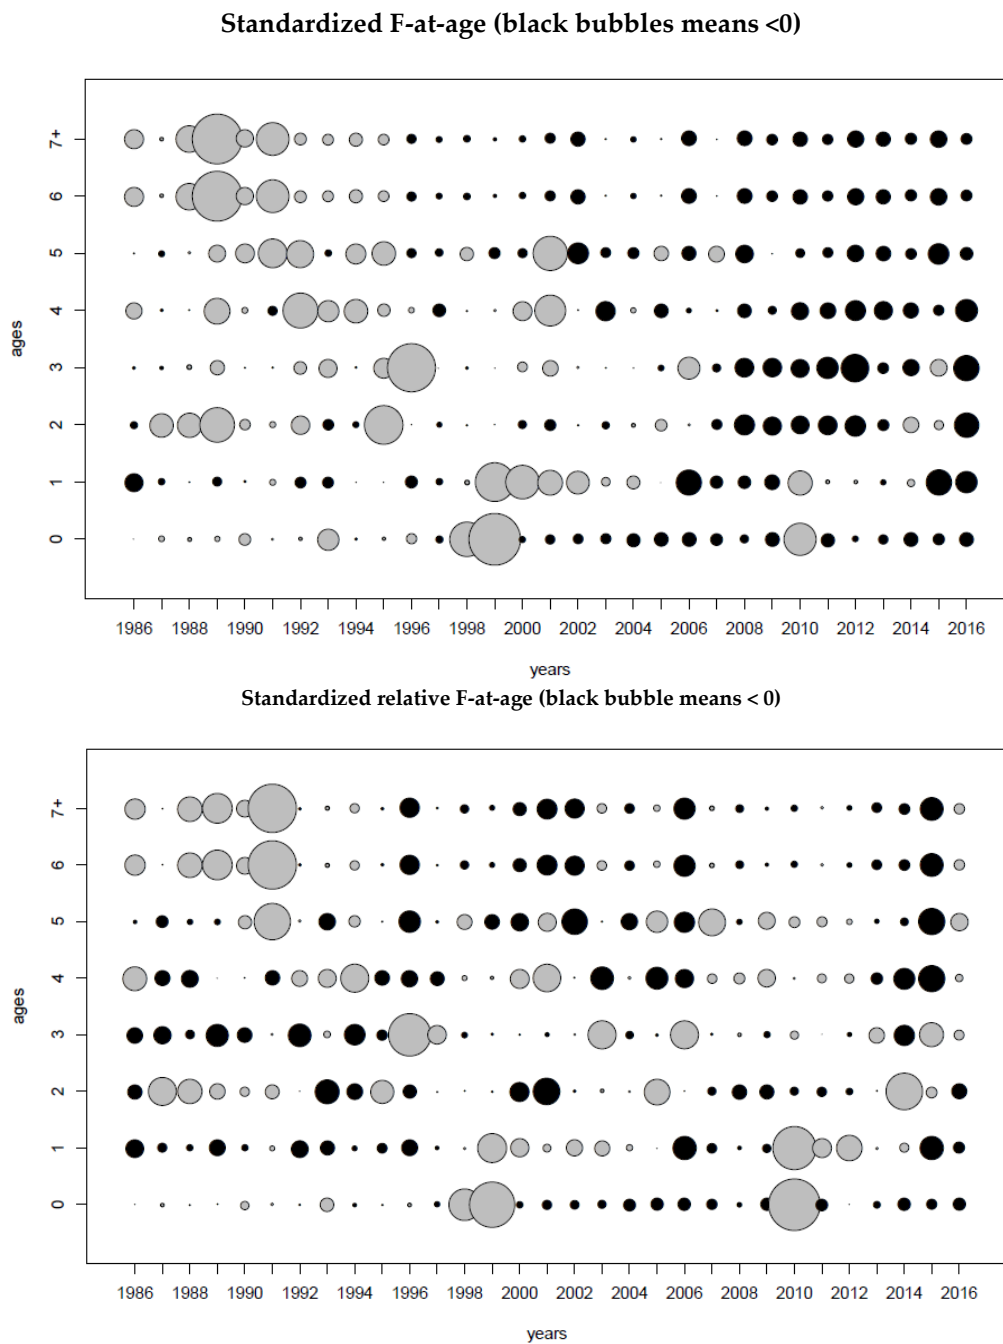 Standardized F-at-age (black bubbles means <0)
7+
6
5
4
3
2
1
0
ages
1986 1988 1990 1992 1994 1996 1998 2000 2002 2004 2006 2008 2010 2012 2014 2016
years
Standardized relative F-at-age (black bubble means < 0)
7+
6
5
4
3
2
1
0
ages
1986 1988 1990 1992 1994 1996 1998 2000 2002 2004 2006 2008 2010 2012 2014 2016
years